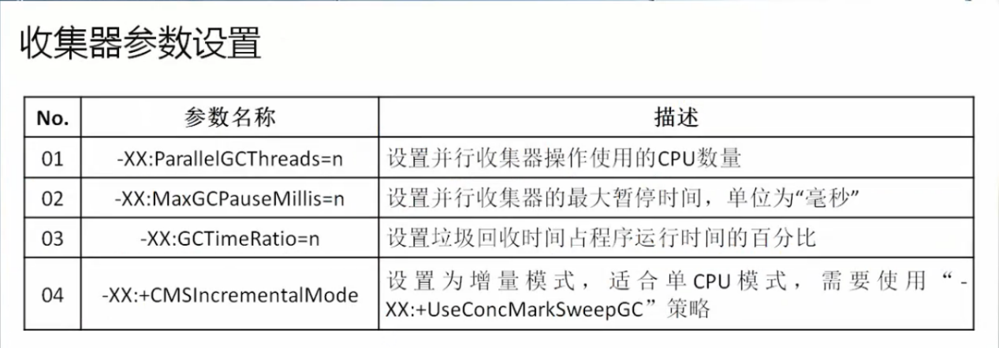 收集器参数设置
No. 参数名称 描述
01 -XX:ParallelGCThreads=n 设置并行收集器操作使用的CPU数量
02 -XX:MaxGCPauseMillis=n 设置并行收集器的最大暂停时间，单位为“毫秒”
03 -XX:GCTimeRatio=n 设置垃圾回收时间占程序运行时间的百分比
04 -XX:+CMSIncrementalMode 设置为增量模式，适合单CPU模式，需要使用“-
XX:+UseConcMarkSweepGC”策略